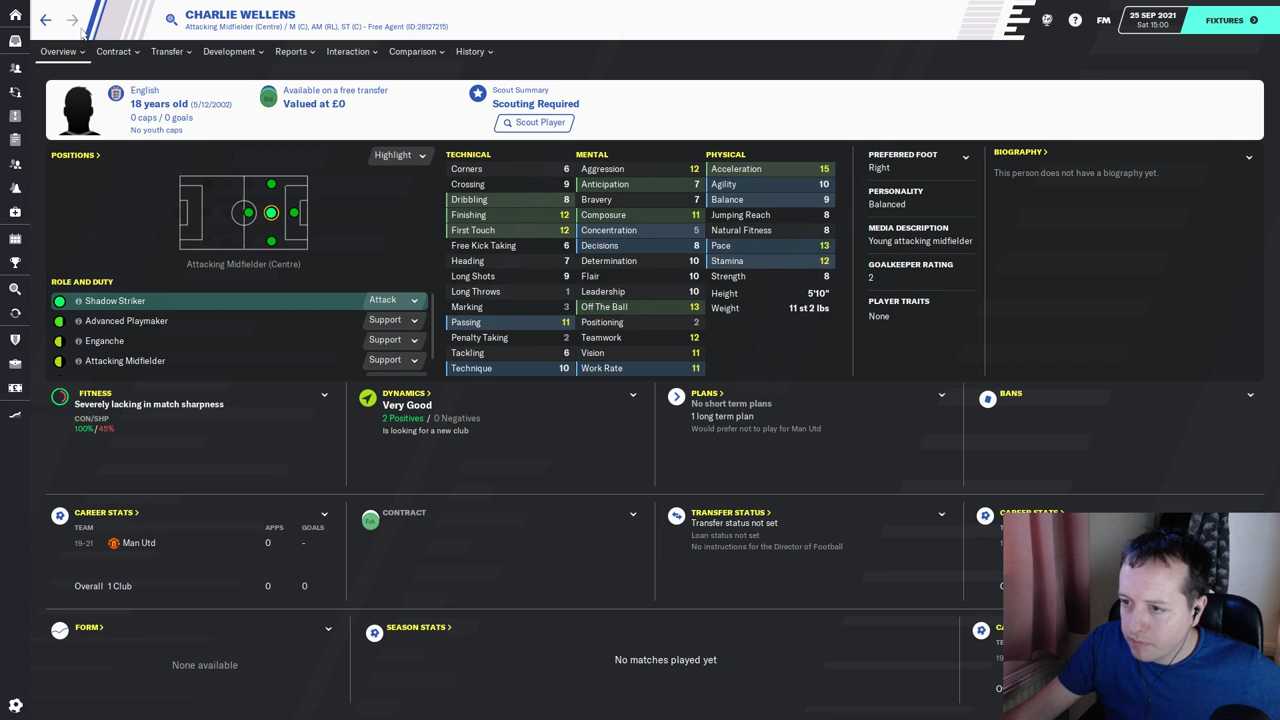 CHARLIE WELLENS
Attacking Midfielder (Centre) / M (C), AM (RL), ST (C) - Free Agent (ID:28127215)
FM
25 SEP 2021
Sat 15:00
FIXTURES
Overview Contract Transfer Development Reports Interaction Comparison History
English
18 years old (5/12/2002)
0 caps / 0 goals
No youth caps
Available on a free transfer
Valued at £0
Scout Summary
Scouting Required
Scout Player
POSITIONS
Highlight
Attacking Midfielder (Centre)
ROLE AND DUTY
Shadow Striker Attack
Advanced Playmaker Support
Enganche Support
Attacking Midfielder Support
TECHNICAL
Corners 6
Crossing 9
Dribbling 8
Finishing 12
First Touch 12
Free Kick Taking 6
Heading 7
Long Shots 9
Long Throws 1
Marking 3
Passing 11
Penalty Taking 2
Tackling 6
Technique 10
MENTAL
Aggression 12
Anticipation 7
Bravery 7
Composure 11
Concentration 5
Decisions 8
Determination 10
Flair 10
Leadership 10
Off The Ball 13
Positioning 2
Teamwork 12
Vision 11
Work Rate 11
PHYSICAL
Acceleration 15
Agility 10
Balance 9
Jumping Reach 8
Natural Fitness 8
Pace 13
Stamina 12
Strength 8
Height 5'10"
Weight 11 st 2 lbs
PREFERRED FOOT
Right
PERSONALITY
Balanced
MEDIA DESCRIPTION
Young attacking midfielder
GOALKEEPER RATING
2
PLAYER TRAITS
None
BIOGRAPHY
This person does not have a biography yet.
FITNESS
Severely lacking in match sharpness
CON/SHP
100%/45%
DYNAMICS
Very Good
2 Positives / 0 Negatives
Is looking for a new club
PLANS
No short term plans
1 long term plan
Would prefer not to play for Man Utd
BANS
CAREER STATS
TEAM APPS GOALS
19-21 Man Utd 0 -
Overall 1 Club 0 0
CONTRACT
FrA
TRANSFER STATUS
Transfer status not set
Loan status not set
No instructions for the Director of Football
CAREER STATS
FORM
None available
SEASON STATS
No matches played yet